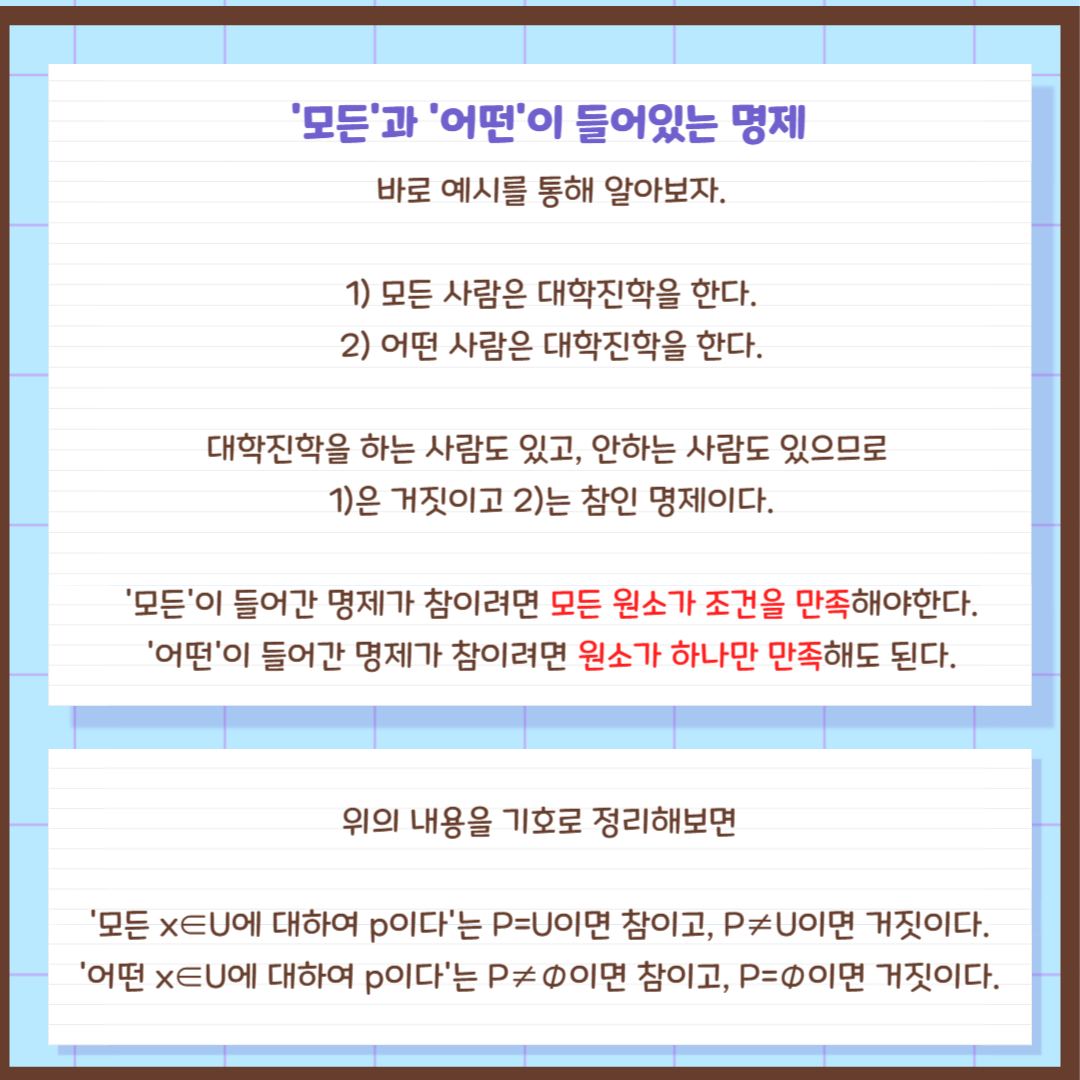 '모든'과 '어떤'이 들어있는 명제
바로 예시를 통해 알아보자.
1) 모든 사람은 대학진학을 한다.
2) 어떤 사람은 대학진학을 한다.
대학진학을 하는 사람도 있고, 안하는 사람도 있으므로
1)은 거짓이고 2)는 참인 명제이다.
'모든'이 들어간 명제가 참이려면 모든 원소가 조건을 만족해야한다.
'어떤'이 들어간 명제가 참이려면 원소가 하나만 만족해도 된다.
위의 내용을 기호로 정리해보면
'모든 x∈U에 대하여 p이다'는 P=U이면 참이고, P≠U이면 거짓이다.
'어떤 x∈U에 대하여 p이다'는 P≠∅이면 참이고, P=∅이면 거짓이다.